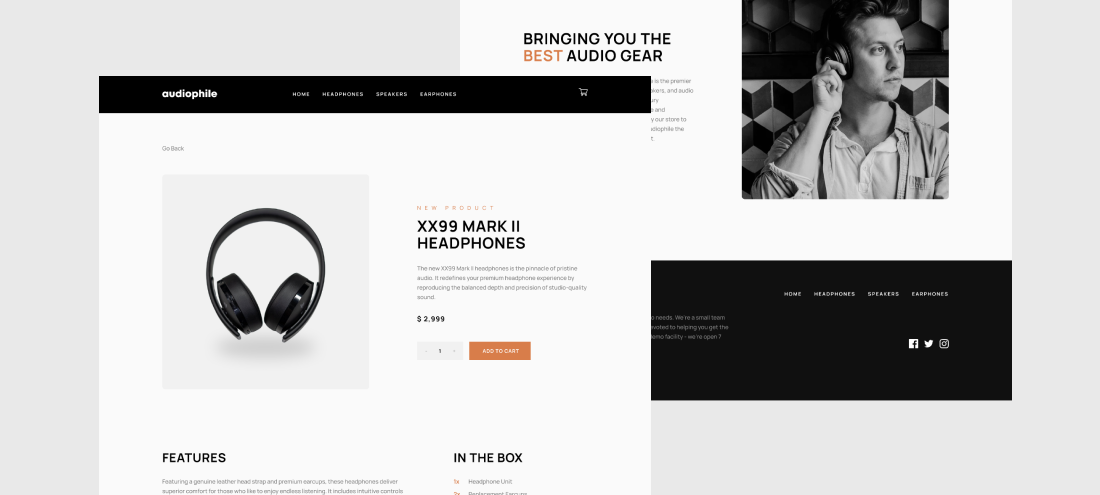 BRINGING YOU THE
BEST AUDIO GEAR
is the premier
and audio
and
y our store to
the
audiophile
HOME HEADPHONES SPEAKERS EARPHONES
Go Back
NEW PRODUCT
XX99 MARK II
HEADPHONES
The new XX99 Mark II headphones is the pinnacle of pristine
audio. It redefines your premium headphone experience by
reproducing the balanced depth and precision of studio-quality
sound.
$ 2,999
- 1 +
ADD TO CART
HOME HEADPHONES SPEAKERS EARPHONES
needs. We're a small team
devoted to helping you get the
demo facility - we're open 7
FEATURES
Featuring a genuine leather head strap and premium earcups, these headphones deliver
superior comfort for those who like to enjoy endless listening. It includes intuitive controls
IN THE BOX
1x Headphone Unit
2x Replacement Earcups